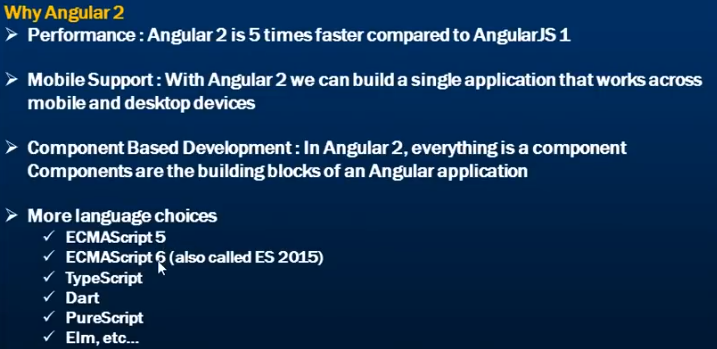 Why Angular 2
➢ Performance : Angular 2 is 5 times faster compared to AngularJS 1
➢ Mobile Support : With Angular 2 we can build a single application that works across
mobile and desktop devices
➢ Component Based Development : In Angular 2, everything is a component
Components are the building blocks of an Angular application
➢ More language choices
✓ ECMAScript 5
✓ ECMAScript 6 (also called ES 2015)
✓ TypeScript
✓ Dart
✓ PureScript
✓ Elm, etc...